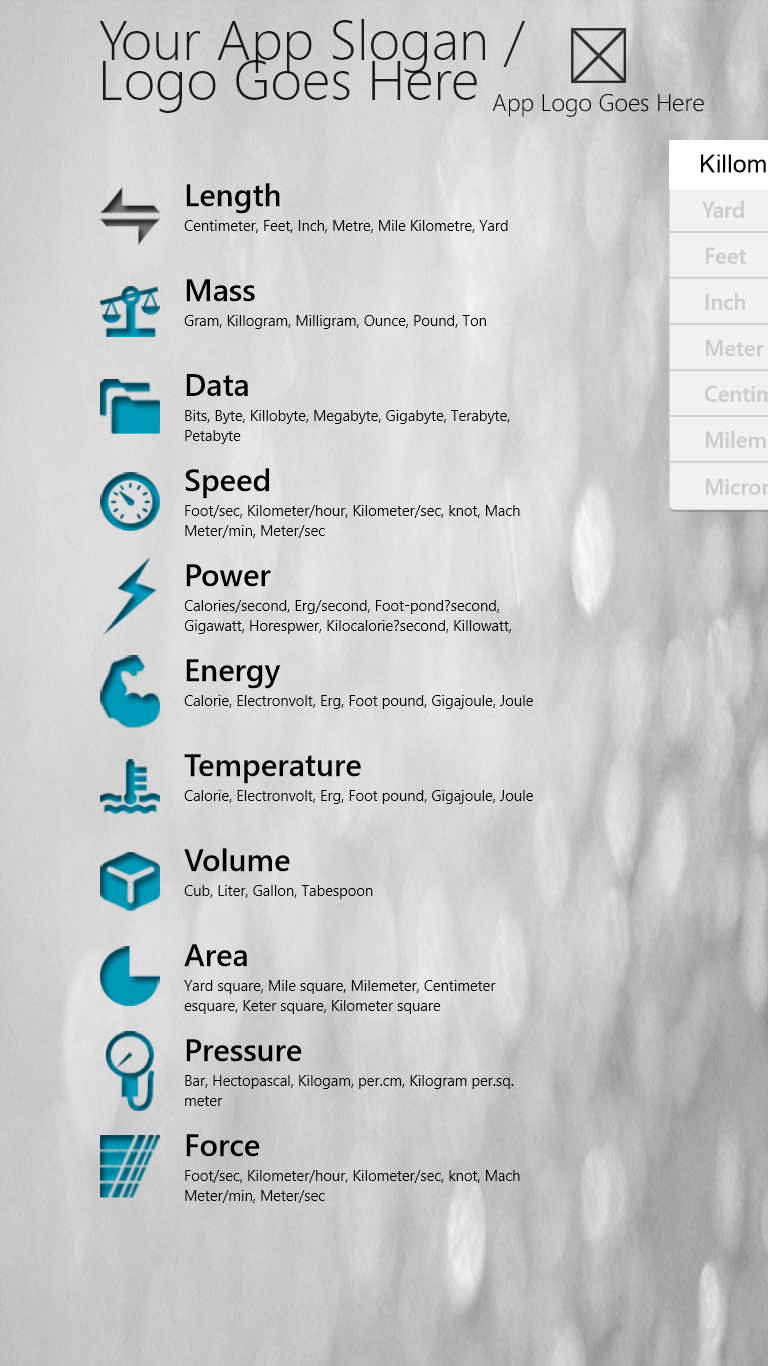 Your App Slogan /
Logo Goes Here
App Logo Goes Here
Length
Centimeter, Feet, Inch, Metre, Mile Kilometre, Yard
Mass
Gram, Killogram, Milligram, Ounce, Pound, Ton
Data
Bits, Byte, Killobyte, Megabyte, Gigabyte, Terabyte,
Petabyte
Speed
Foot/sec, Kilometer/hour, Kilometer/sec, knot, Mach
Meter/min, Meter/sec
Power
Calories/second, Erg/second, Foot-pond?second,
Gigawatt, Horespwer, Kilocalorie?second, Killowatt,
Energy
Calorie, Electronvolt, Erg, Foot pound, Gigajoule, Joule
Temperature
Calorie, Electronvolt, Erg, Foot pound, Gigajoule, Joule
Volume
Cub, Liter, Gallon, Tabespoon
Area
Yard square, Mile square, Milemeter, Centimeter
esquare, Keter square, Kilometer square
Pressure
Bar, Hectopascal, Kilogam, per.cm, Kilogram per.sq.
meter
Force
Foot/sec, Kilometer/hour, Kilometer/sec, knot, Mach
Meter/min, Meter/sec
Killom
Yard
Feet
Inch
Meter
Centim
Milem
Micror